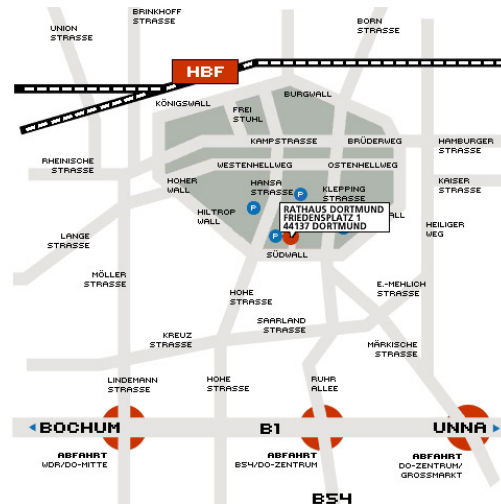 BRINKHOFF
STRASSE
UNION
STRASSE
BORN
STRASSE
HBF
KÖNIGSWALL
BURGWALL
FREI
STUHL
KAMPSTRASSE
BRÜDERWEG
HAMBURGER
STRASSE
RHEINISCHE
STRASSE
WESTENHELLWEG
OSTENHELLWEG
HOHER
WALL
HANSA
STRASSE
KLEPPING
STRASSE
KAISER
STRASSE
P
P
HILTROP
WALL
RATHAUS DORTMUND
FRIEDENSPLATZ 1
44137 DORTMUND
ALL
HEILIGER
WEG
LANGE
STRASSE
P
SÜDWALL
MÖLLER
STRASSE
HOHE
STRASSE
E.-MEHLICH
STRASSE
SAARLAND
STRASSE
KREUZ
STRASSE
MÄRKISCHE
STRASSE
LINDEMANN
STRASSE
HOHE
STRASSE
RUHR
ALLEE
BOCHUM
B1
UNNA
ABFAHRT
WDR/DO-MITTE
ABFAHRT
B54/DO-ZENTRUM
ABFAHRT
DO-ZENTRUM/
GROSSMARKT
B54